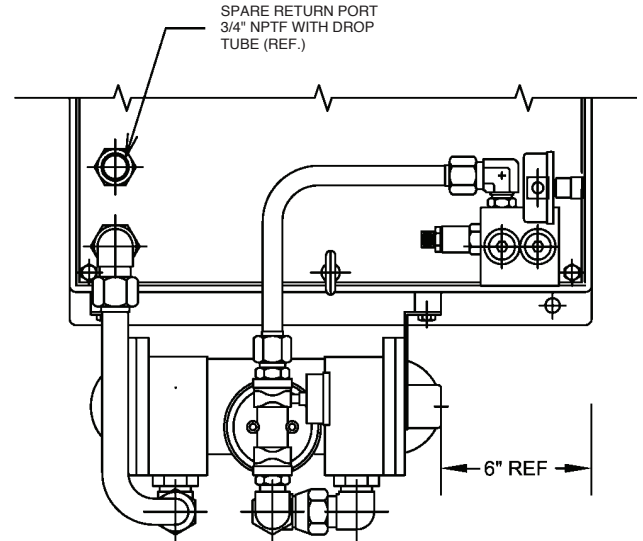 SPARE RETURN PORT
3/4" NPTF WITH DROP
TUBE (REF.)
6" REF